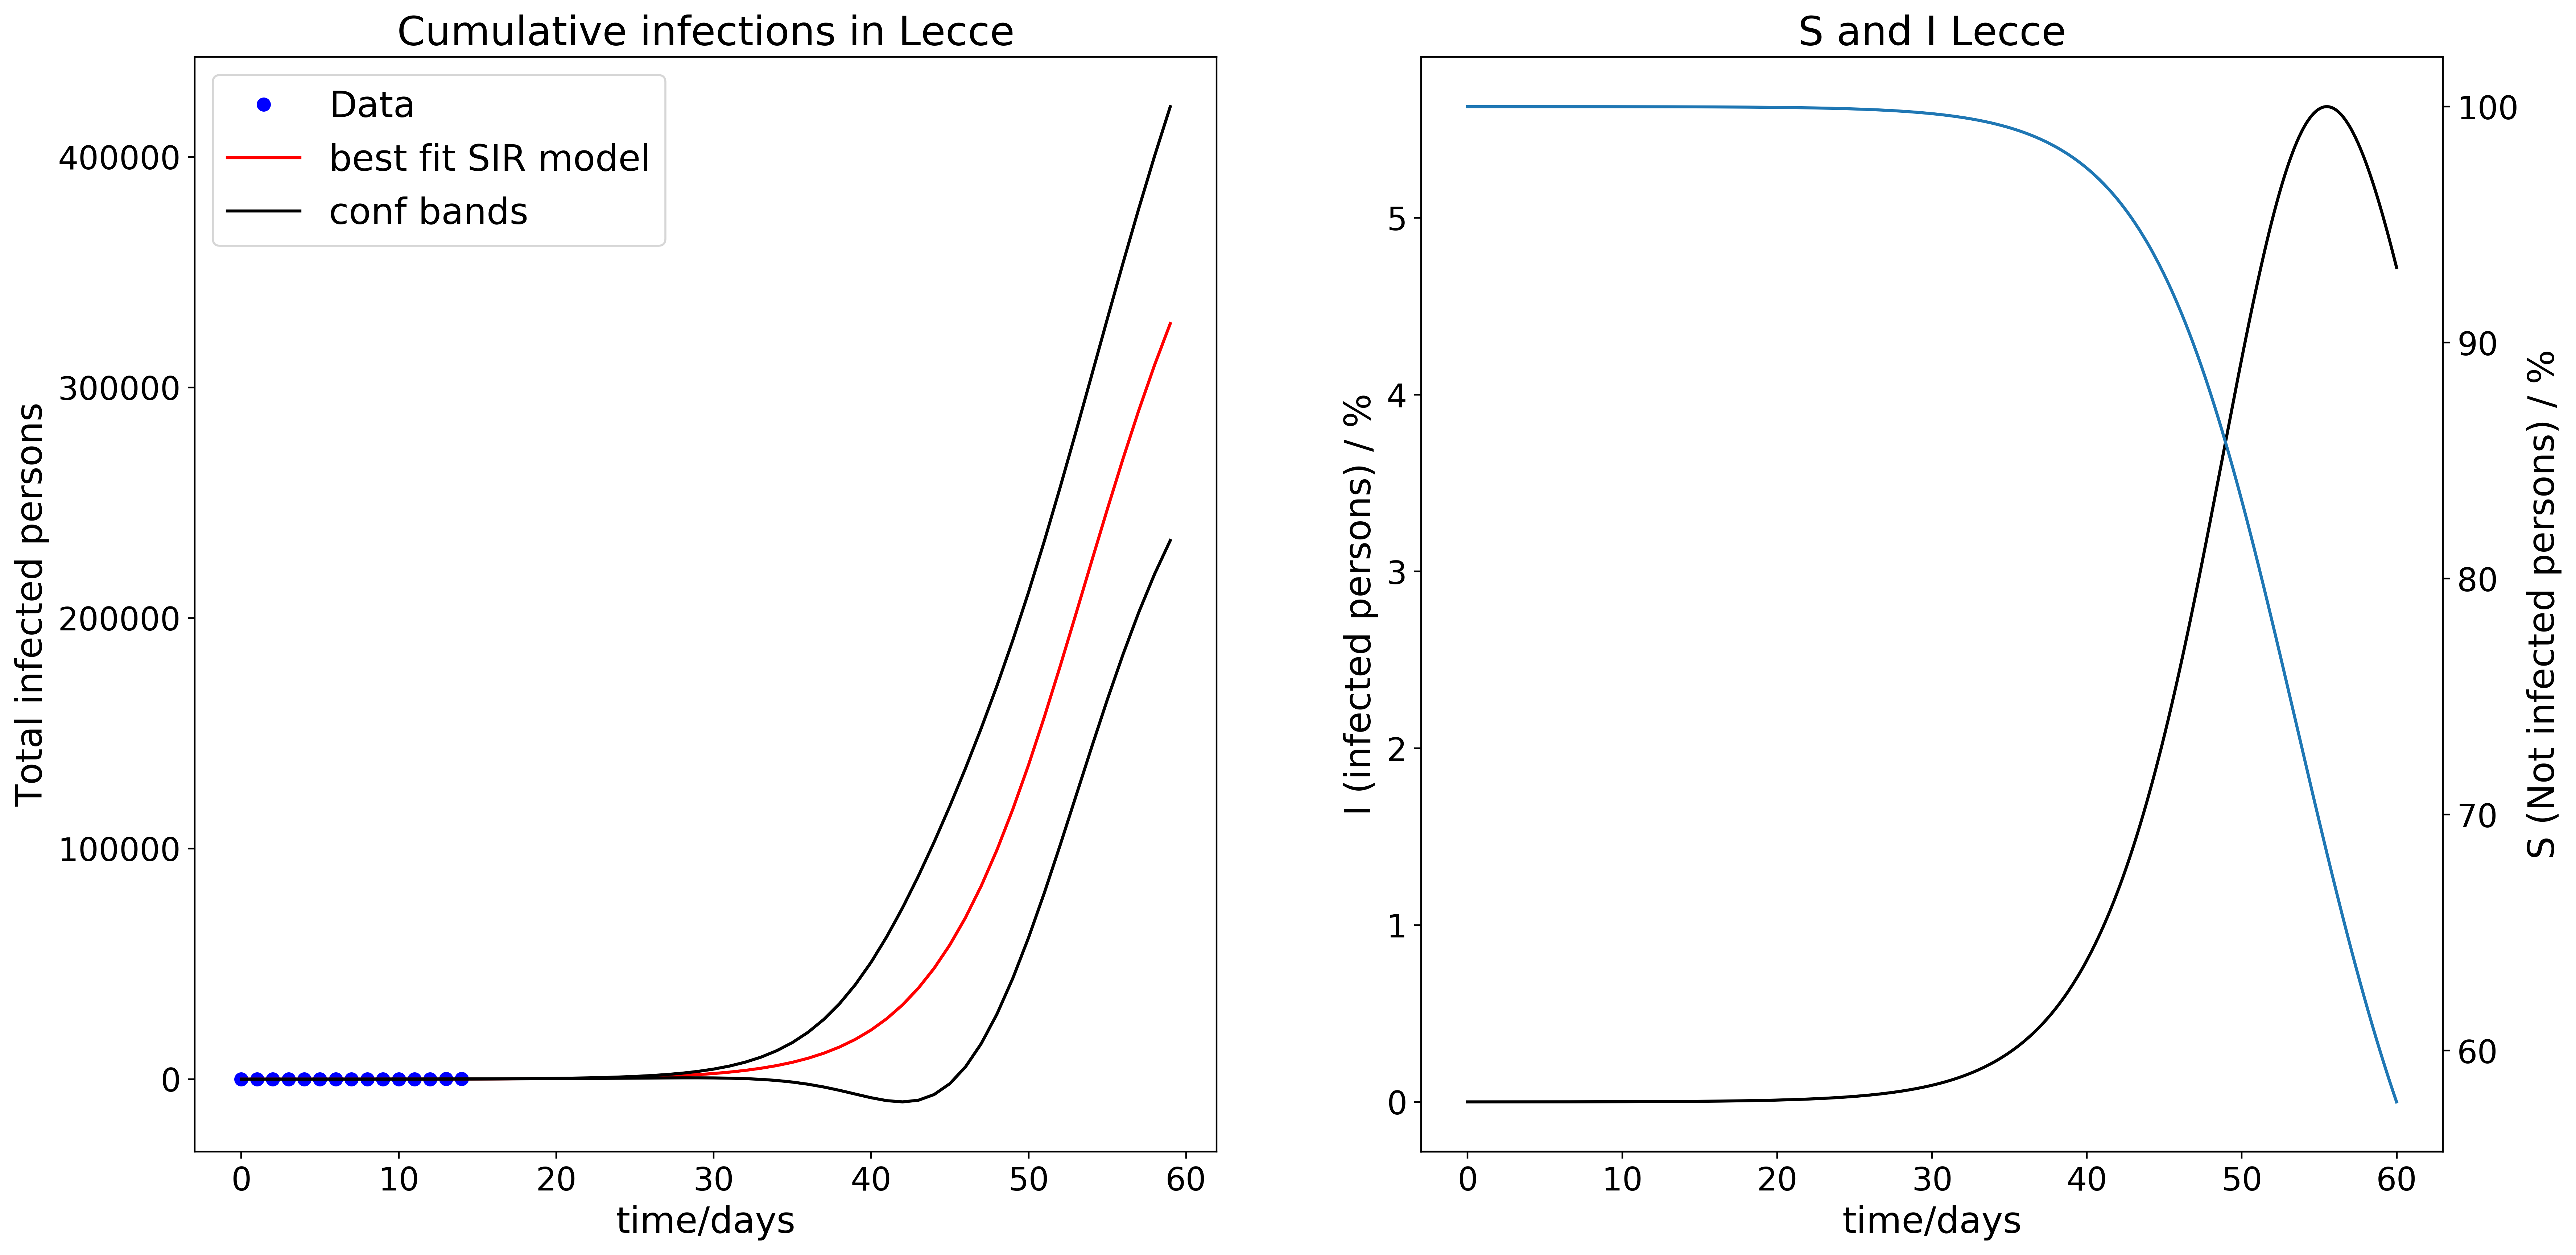 Cumulative infections in Lecce
Data
best fit SIR model
conf bands
Total infected persons
400000
300000
200000
100000
0
0 10 20 30 40 50 60
time/days
S and I Lecce
I (infected persons) / %
5
4
3
2
1
0
S (Not infected persons) / %
100
90
80
70
60
0 10 20 30 40 50 60
time/days